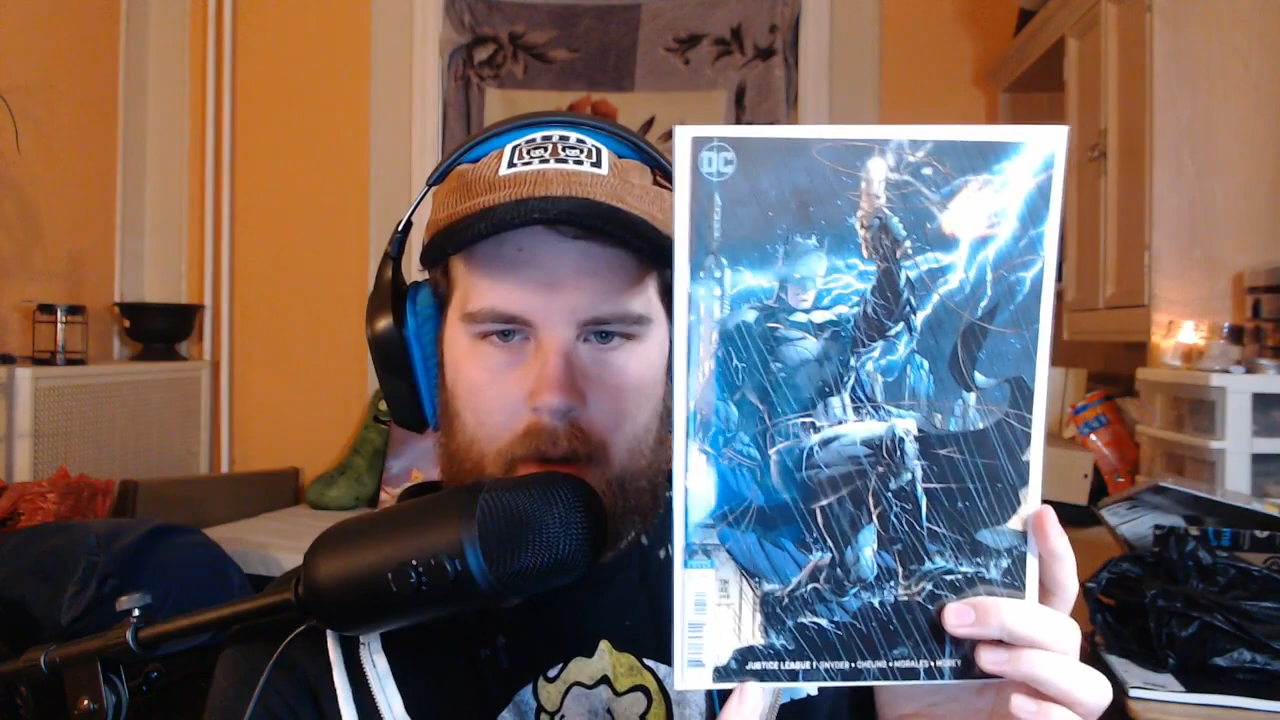 DC
JUSTICE LEAGUE 1 SNYDER • CHEUNG • MORALES • MOREY